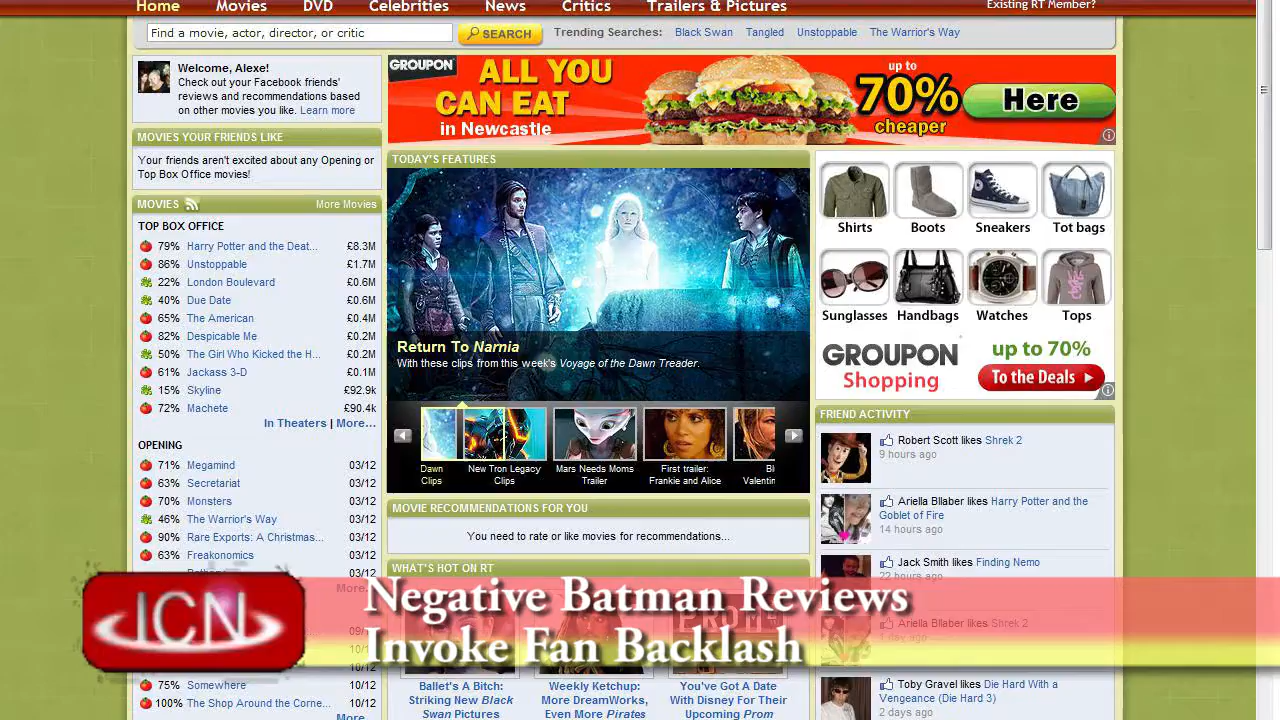 Home Movies DVD Celebrities News Critics Trailers & Pictures Existing RT Member?
Find a movie, actor, director, or critic SEARCH Trending Searches: Black Swan Tangled Unstoppable The Warrior's Way
Welcome, Alexe!
Check out your Facebook friends'
reviews and recommendations based
on other movies you like. Learn more
MOVIES YOUR FRIENDS LIKE
Your friends aren't excited about any Opening or
Top Box Office movies!
MOVIES More Movies
TOP BOX OFFICE
79% Harry Potter and the Deat... £8.3M
86% Unstoppable £1.7M
22% London Boulevard £0.6M
40% Due Date £0.6M
65% The American £0.4M
82% Despicable Me £0.2M
50% The Girl Who Kicked the H... £0.2M
61% Jackass 3-D £0.1M
15% Skyline £92.9k
72% Machete £90.4k
In Theaters | More...
OPENING
71% Megamind 03/12
63% Secretariat 03/12
70% Monsters 03/12
46% The Warrior's Way 03/12
90% Rare Exports: A Christmas... 03/12
63% Freakonomics 03/12
03/12
More...
10/12
75% Somewhere 10/12
100% The Shop Around the Corne... 10/12
More...
GROUPON
ALL YOU
CAN EAT
in Newcastle
up to
70%
cheaper
Here
TODAY'S FEATURES
Return To Narnia
With these clips from this week's Voyage of the Dawn Treader.
Dawn
Clips
New Tron Legacy
Clips
Mars Needs Moms
Trailer
First trailer:
Frankie and Alice
Bl
Valentin
MOVIE RECOMMENDATIONS FOR YOU
You need to rate or like movies for recommendations...
WHAT'S HOT ON RT
PROM
Ballet's A Bitch:
Striking New Black
Swan Pictures
Weekly Ketchup:
More DreamWorks,
Even More Pirates
You've Got A Date
With Disney For Their
Upcoming Prom
Shirts Boots Sneakers Tot bags
Sunglasses Handbags Watches Tops
GROUPON
Shopping
up to 70%
To the Deals
FRIEND ACTIVITY
Robert Scott likes Shrek 2
9 hours ago
Ariella Bllaber likes Harry Potter and the
Goblet of Fire
14 hours ago
Jack Smith likes Finding Nemo
22 hours ago
Ariella Bllaber likes Shrek 2
1 day ago
Toby Gravel likes Die Hard With a
Vengeance (Die Hard 3)
2 days ago
ICN
Negative Batman Reviews
Invoke Fan Backlash